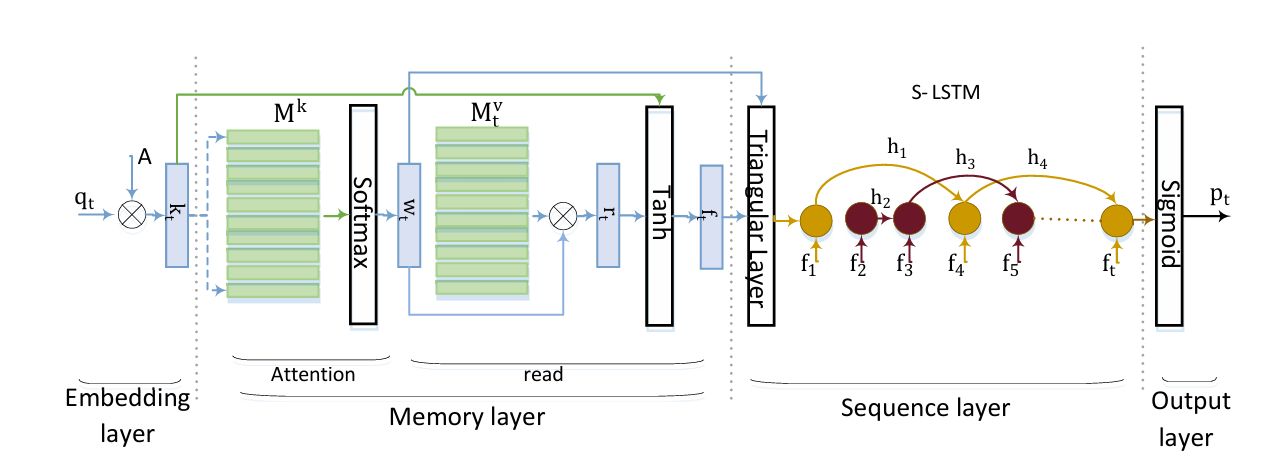 S- LSTM
M^k
M_t^v
A
q_t
k_t
Softmax
w_t
r_t
Tanh
f_t
Triangular Layer
h_1
h_2
h_3
h_4
f_1
f_2
f_3
f_4
f_5
f_t
Sigmoid
p_t
Attention
read
Embedding
layer
Memory layer
Sequence layer
Output
layer